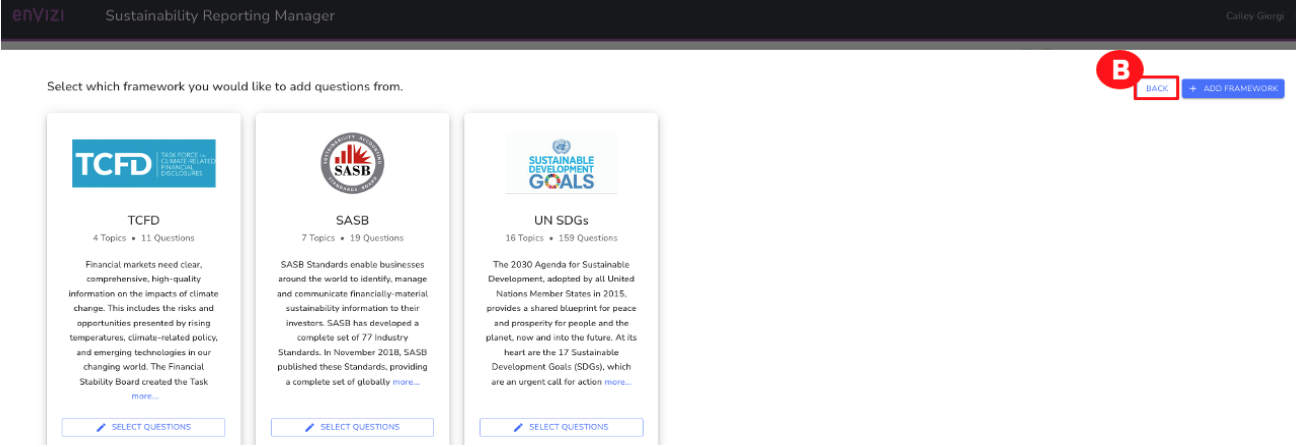 enVizi Sustainability Reporting Manager Cailey Giorgi
B
Select which framework you would like to add questions from.
BACK + ADD FRAMEWORK
TCFD TASK FORCE ON CLIMATE-RELATED FINANCIAL DISCLOSURES
TCFD
4 Topics • 11 Questions
Financial markets need clear,
comprehensive, high-quality
information on the impacts of climate
change. This includes the risks and
opportunities presented by rising
temperatures, climate-related policy,
and emerging technologies in our
changing world. The Financial
Stability Board created the Task
more...
SELECT QUESTIONS
SUSTAINABILITY ACCOUNTING
SASB
STANDARDS BOARD
SASB
7 Topics • 19 Questions
SASB Standards enable businesses
around the world to identify, manage
and communicate financially-material
sustainability information to their
investors. SASB has developed a
complete set of 77 Industry
Standards. In November 2018, SASB
published these Standards, providing
a complete set of globally more...
SELECT QUESTIONS
SUSTAINABLE
DEVELOPMENT
GOALS
UN SDGs
16 Topics • 159 Questions
The 2030 Agenda for Sustainable
Development, adopted by all United
Nations Member States in 2015,
provides a shared blueprint for peace
and prosperity for people and the
planet, now and into the future. At its
heart are the 17 Sustainable
Development Goals (SDGs), which
are an urgent call for action more...
SELECT QUESTIONS